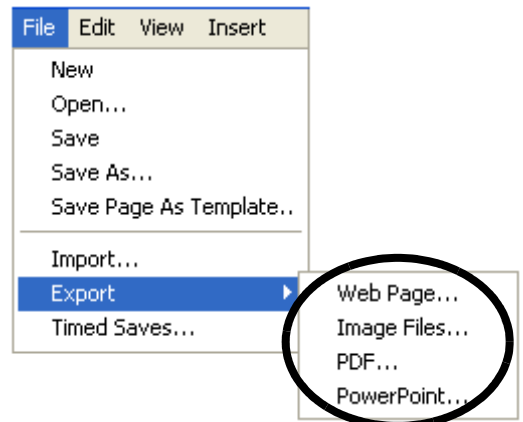 File Edit View Insert
New
Open...
Save
Save As...
Save Page As Template..
Import...
Export
Timed Saves...
Web Page...
Image Files...
PDF...
PowerPoint...